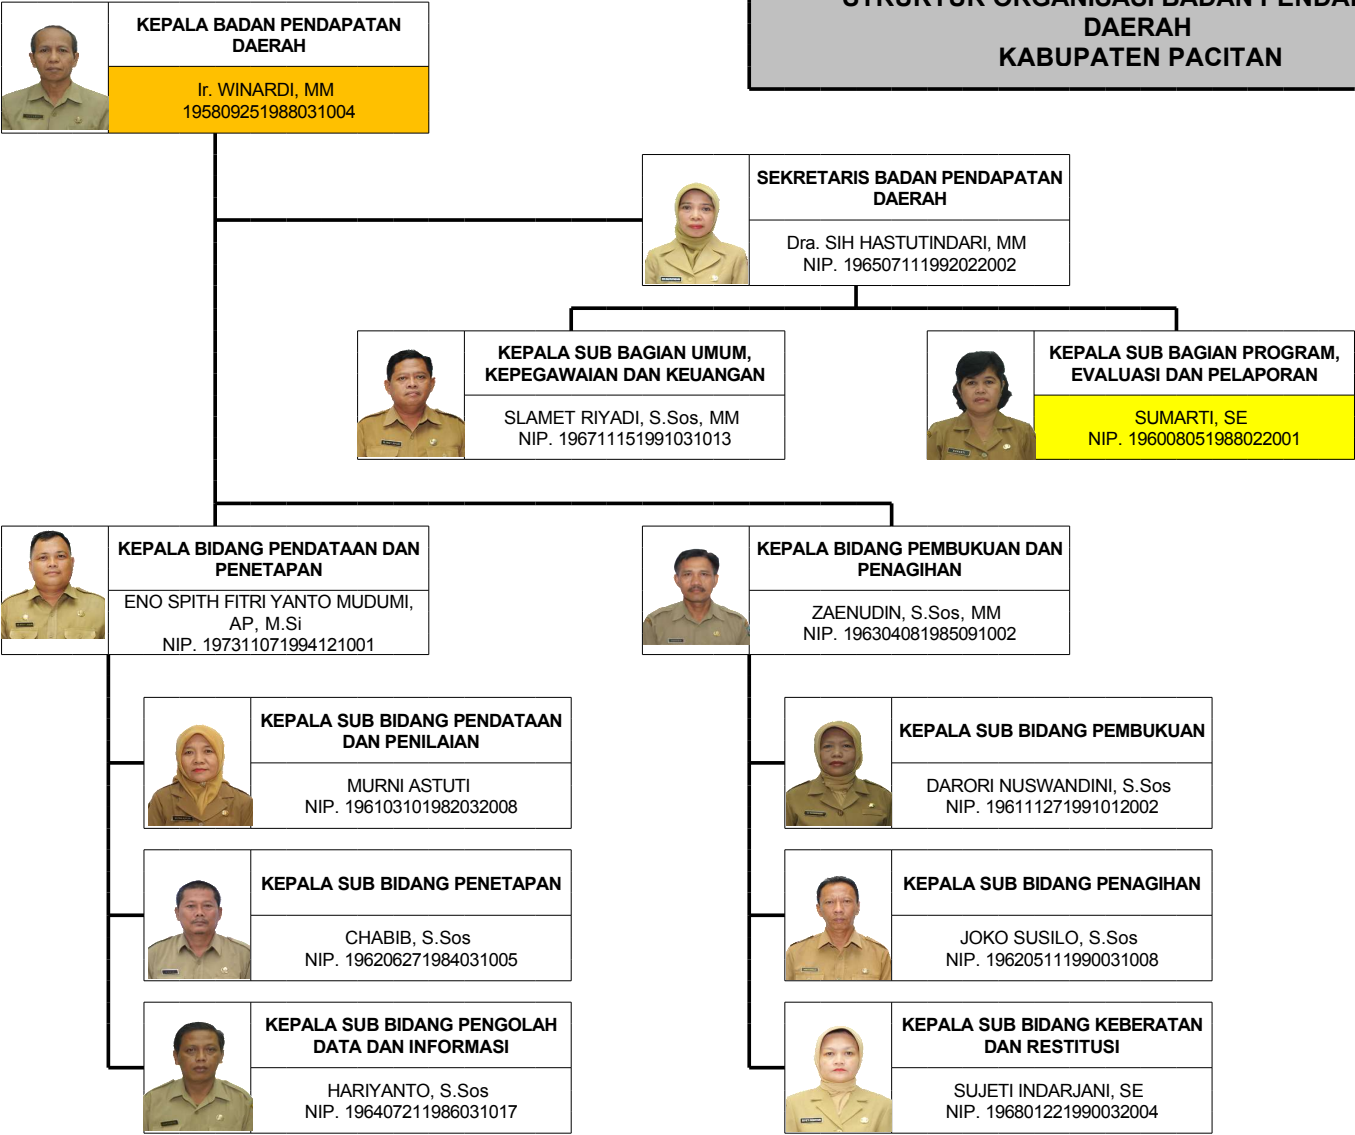 STRUKTUR ORGANISASI BADAN
DAERAH
KABUPATEN PACITAN
KEPALA BADAN PENDAPATAN
DAERAH
Ir. WINARDI, MM
195809251988031004
SEKRETARIS BADAN PENDAPATAN
DAERAH
Dra. SIH HASTUTINDARI, MM
NIP. 196507111992022002
KEPALA SUB BAGIAN UMUM,
KEPEGAWAIAN DAN KEUANGAN
SLAMET RIYADI, S.Sos, MM
NIP. 196711151991031013
KEPALA SUB BAGIAN PROGRAM,
EVALUASI DAN PELAPORAN
SUMARTI, SE
NIP. 196008051988022001
KEPALA BIDANG PENDATAAN DAN
PENETAPAN
ENO SPITH FITRI YANTO MUDUMI,
AP, M.Si
NIP. 197311071994121001
KEPALA BIDANG PEMBUKUAN DAN
PENAGIHAN
ZAENUDIN, S.Sos, MM
NIP. 196304081985091002
KEPALA SUB BIDANG PENDATAAN
DAN PENILAIAN
MURNI ASTUTI
NIP. 196103101982032008
KEPALA SUB BIDANG PEMBUKUAN
DARORI NUSWANDINI, S.Sos
NIP. 196111271991012002
KEPALA SUB BIDANG PENETAPAN
CHABIB, S.Sos
NIP. 196206271984031005
KEPALA SUB BIDANG PENAGIHAN
JOKO SUSILO, S.Sos
NIP. 196205111990031008
KEPALA SUB BIDANG PENGOLAH
DATA DAN INFORMASI
HARIYANTO, S.Sos
NIP. 196407211986031017
KEPALA SUB BIDANG KEBERATAN
DAN RESTITUSI
SUJETI INDARJANI, SE
NIP. 196801221990032004